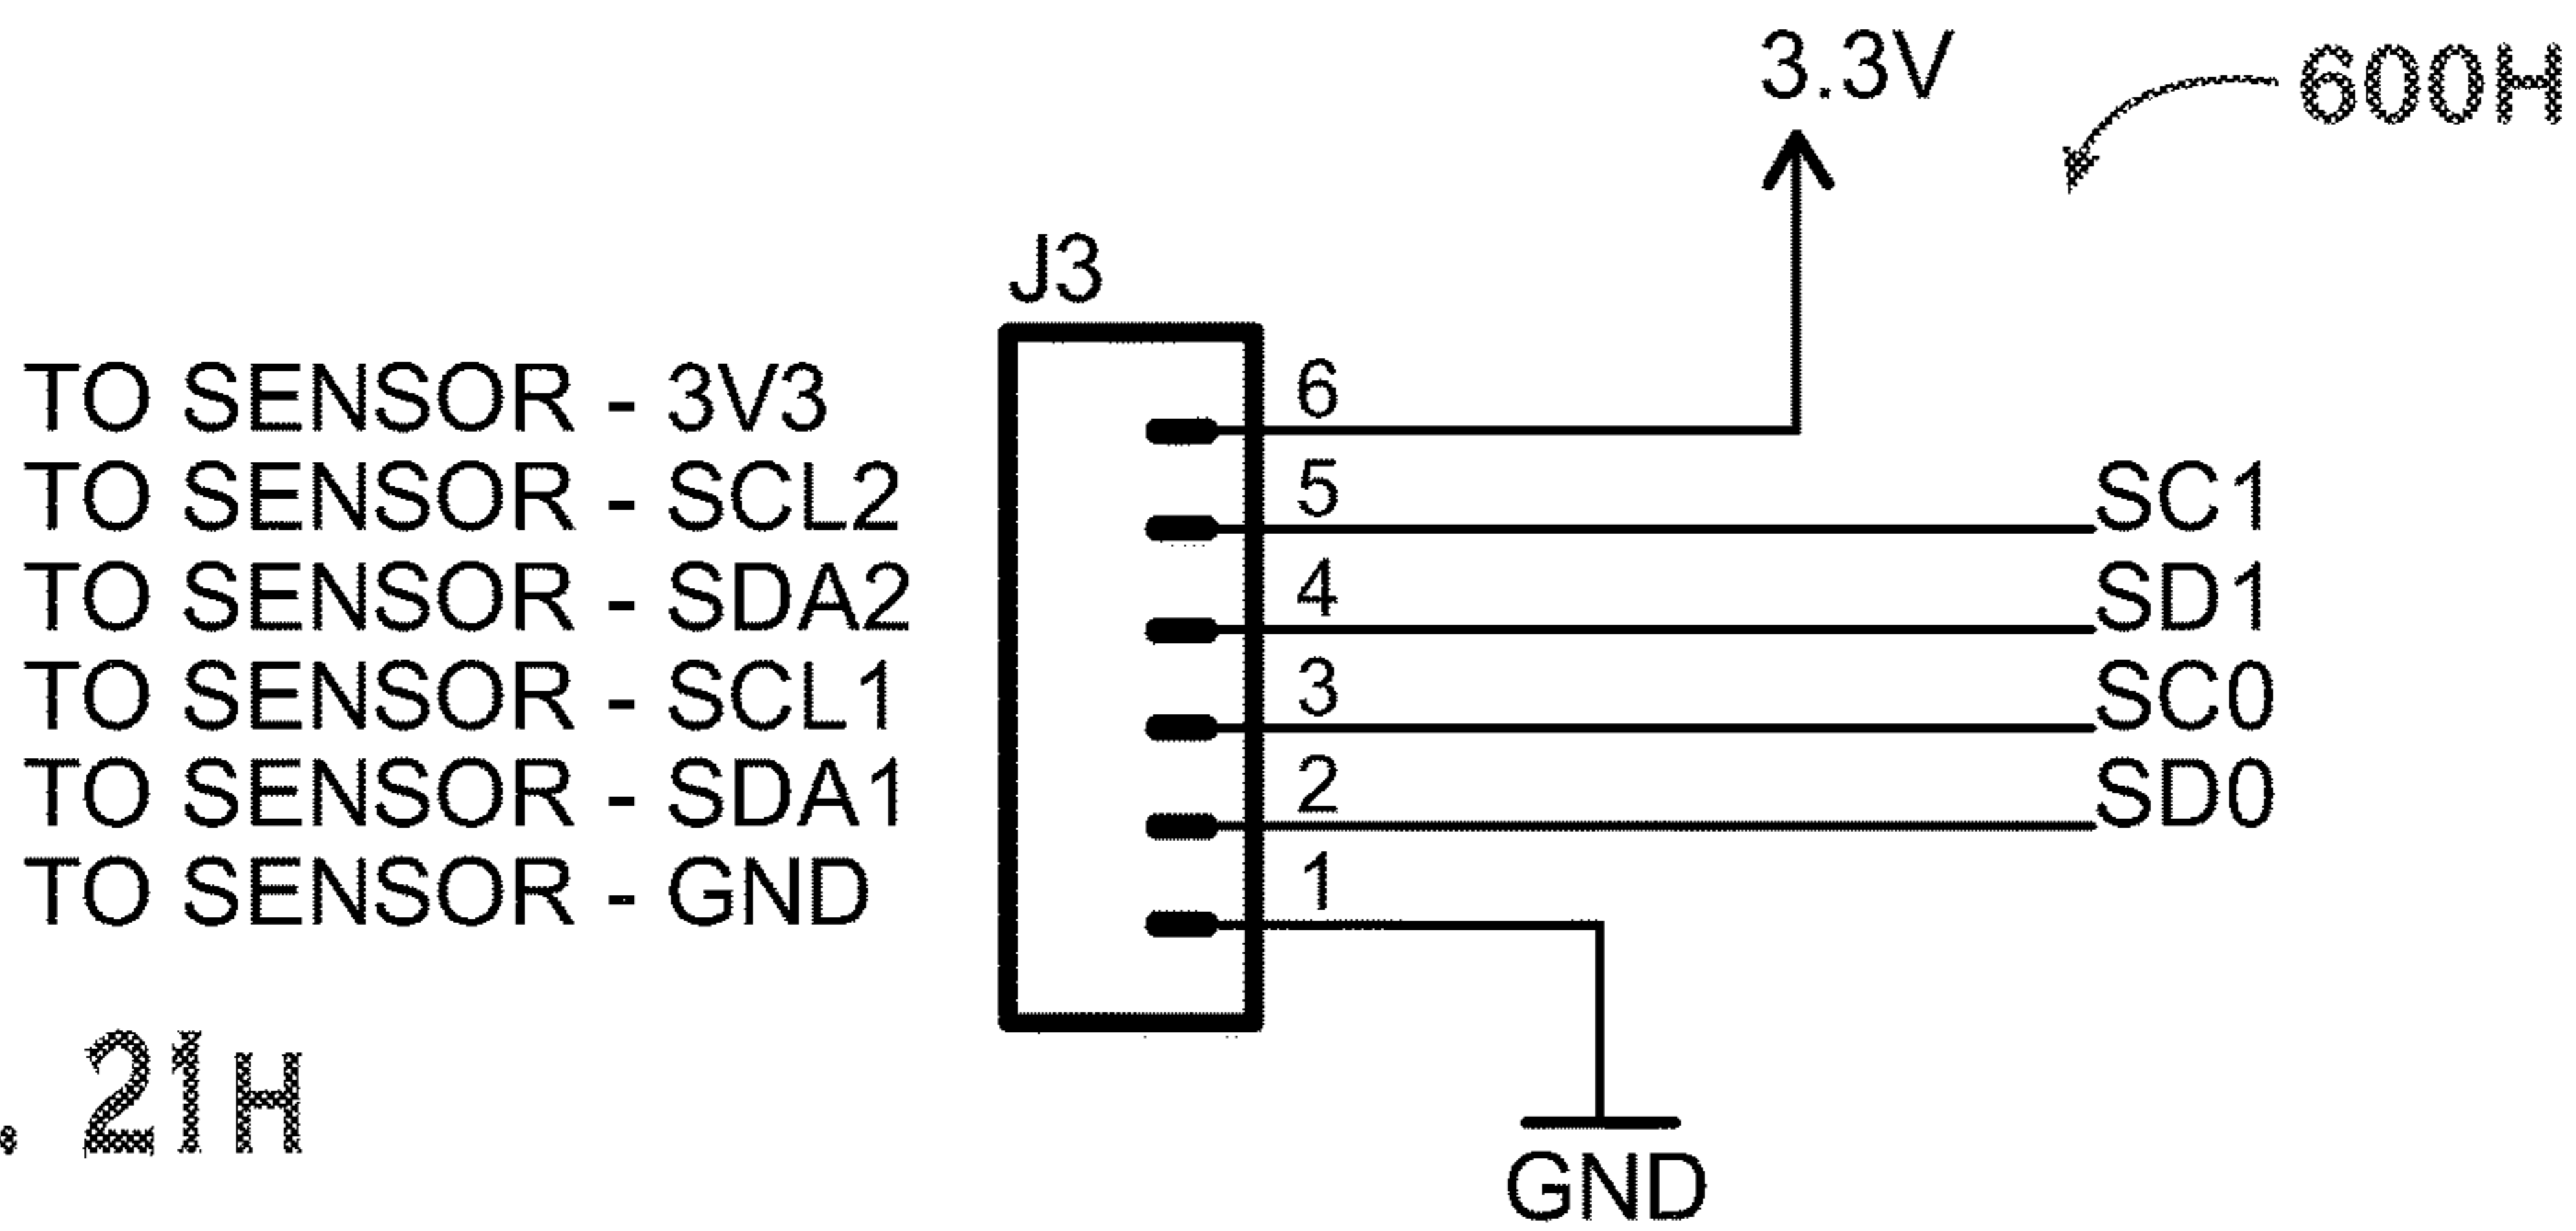 3.3V
600H
J3
TO SENSOR - 3V3
6
TO SENSOR - SCL2
5
SC1
TO SENSOR - SDA2
4
SD1
TO SENSOR - SCL1
3
SC0
TO SENSOR - SDA1
2
SD0
TO SENSOR - GND
1
. 21H
GND